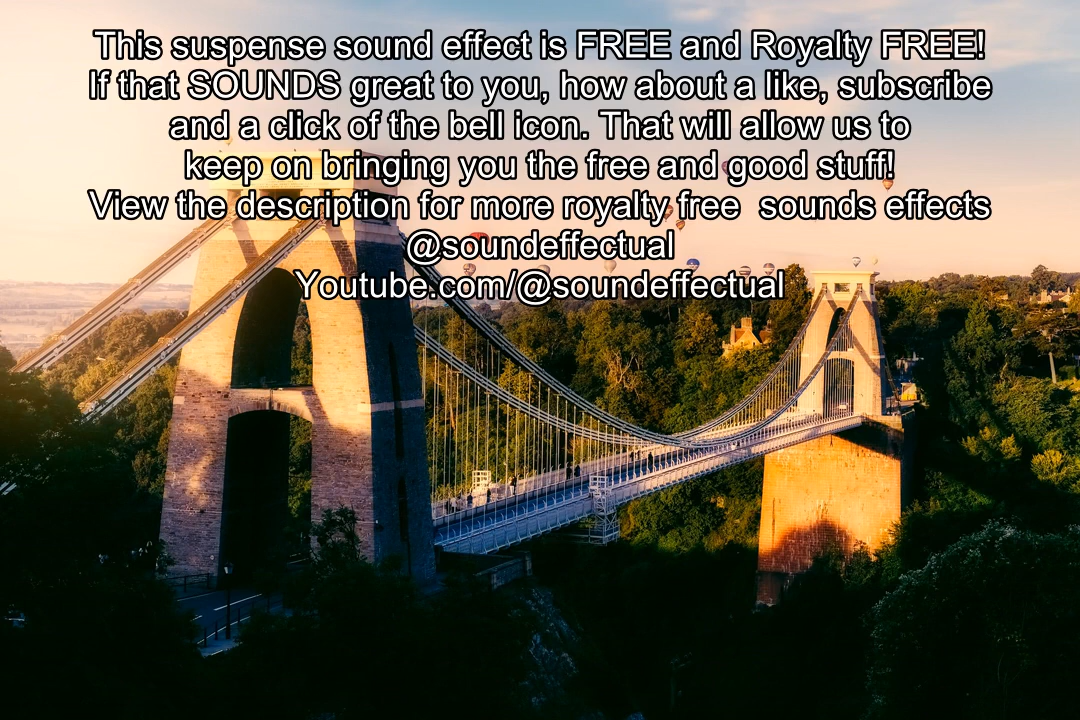 This suspense sound effect is FREE and Royalty FREE!
If that SOUNDS great to you, how about a like, subscribe
and a click of the bell icon. That will allow us to
keep on bringing you the free and good stuff!
View the description for more royalty free  sounds effects
@soundeffectual
Youtube.com/@soundeffectual